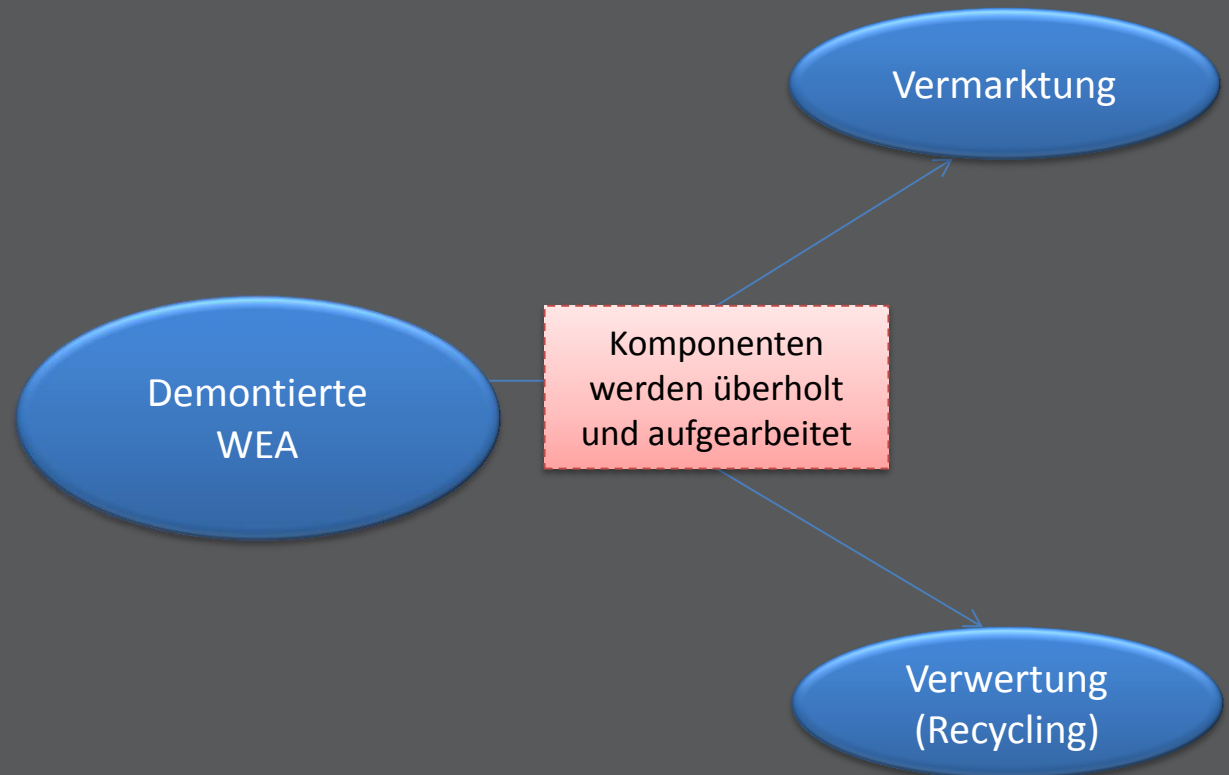 Vermarktung
Demontierte
WEA
Komponenten
werden überholt
und aufgearbeitet
Verwertung
(Recycling)